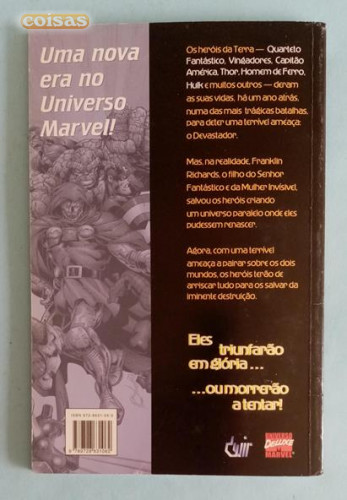 coisas
Uma nova
era no
Universo
Marvel!
Os heróis da Terra — Quarteto
Fantástico, Vingadores, Capitão
América, Thor, Homem de Ferro,
Hulk e muitos outros — deram
as suas vidas, há um ano atrás,
numa das mais trágicas batalhas,
para deter uma terrível ameaça:
o Devastador.
Mas, na realidade, Franklin
Richards, o filho do Senhor
Fantástico e da Mulher Invisível,
salvou os heróis criando
um universo paralelo onde eles
pudessem renascer.
Agora, com uma terrível
ameaça a pairar sobre os dois
mundos, os heróis terão de
arriscar tudo para os salvar da
iminente destruição.
Eles
triunfarão
em glória ...
... ou morrerão
a tentar!
ISBN
devir
UNIVERSO
DELUXE
MARVEL